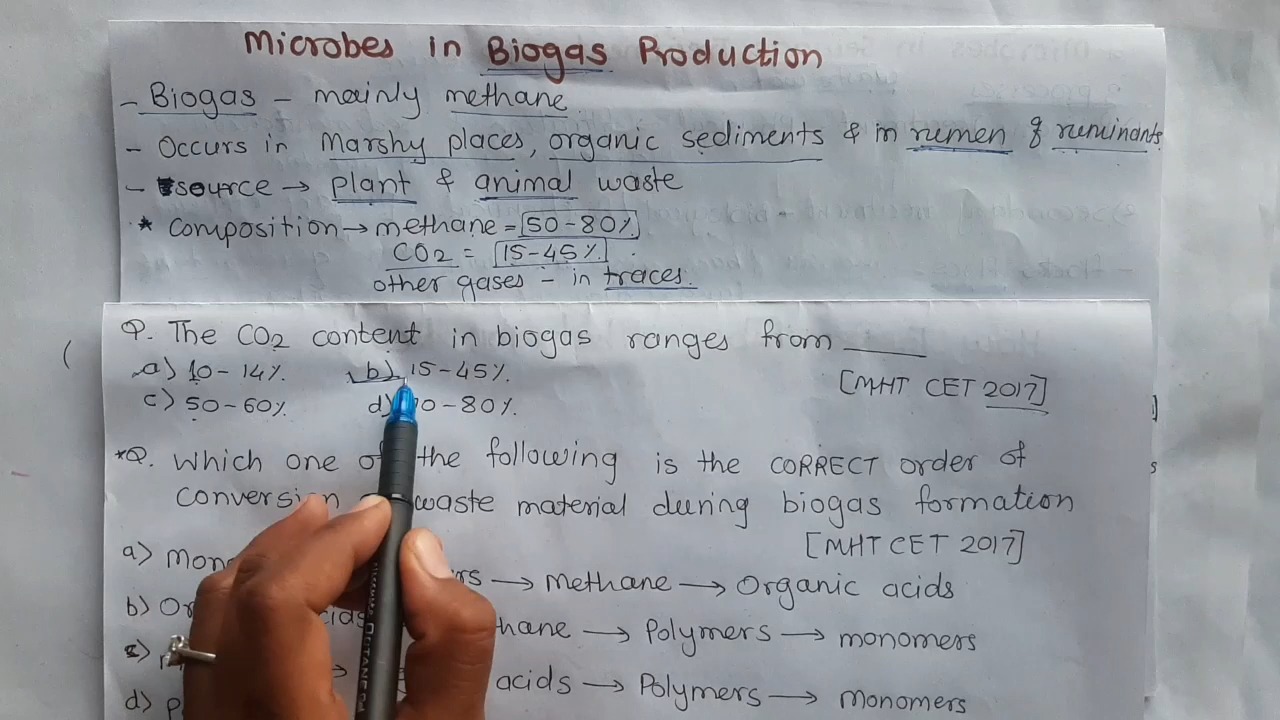 Microbes in Biogas Production
- Biogas - mainly methane
- Occurs in Marshy places, organic sediments & in rumen of ruminants
- source → plant & animal waste
* Composition → methane = 50-80%
CO2 = 15-45%
other gases - in traces.
Q. The CO2 content in biogas ranges from ____
a) 10-14% b) 15-45%
[MHT CET 2017]
c) 50-60% d) 0-80%
*Q. Which one of the following is the CORRECT order of
conversion waste material during biogas formation
[MHT CET 2017]
a) → Methane → Organic acids
b) → Polymers → monomers
acids → Polymers → monomers
d)